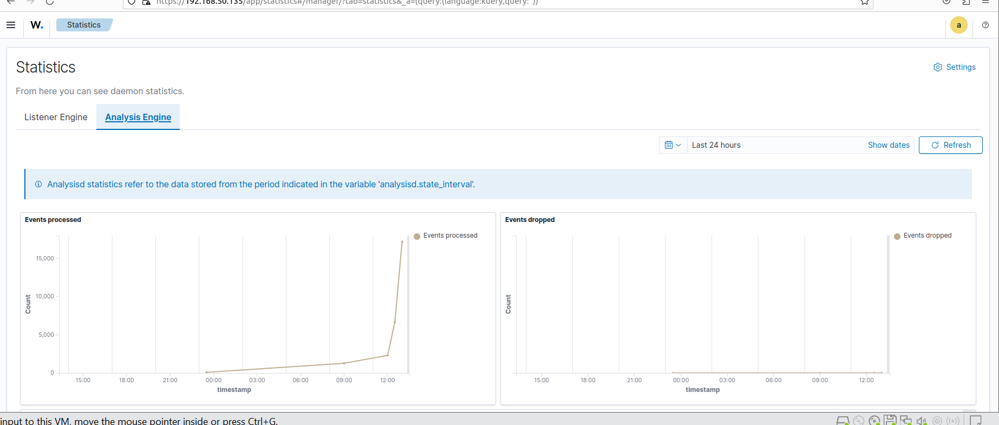 https://192.168.50.135/app/statistics#/manager/?tab=statistics&_a=(query:(language:kuery,query:''))
W.
Statistics
a
Statistics
Settings
From here you can see daemon statistics.
Listener Engine
Analysis Engine
Last 24 hours
Show dates
Refresh
Analysisd statistics refer to the data stored from the period indicated in the variable 'analysisd.state_interval'.
Events processed
Events processed
Count
15,000
10,000
5,000
0
15:00 18:00 21:00 00:00 03:00 06:00 09:00 12:00
timestamp
Events dropped
Events dropped
Count
15:00 18:00 21:00 00:00 03:00 06:00 09:00 12:00
timestamp
input to this VM, move the mouse pointer inside or press Ctrl+G.